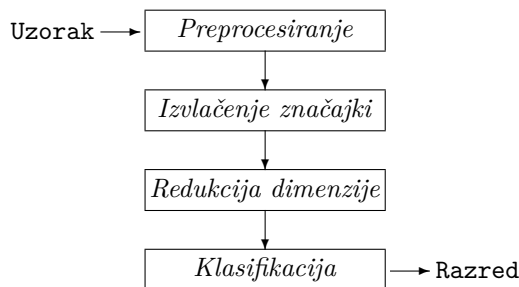 Uzorak Preprocesiranje
Izvlačenje značajki
Redukcija dimenzije
Klasifikacija Razred